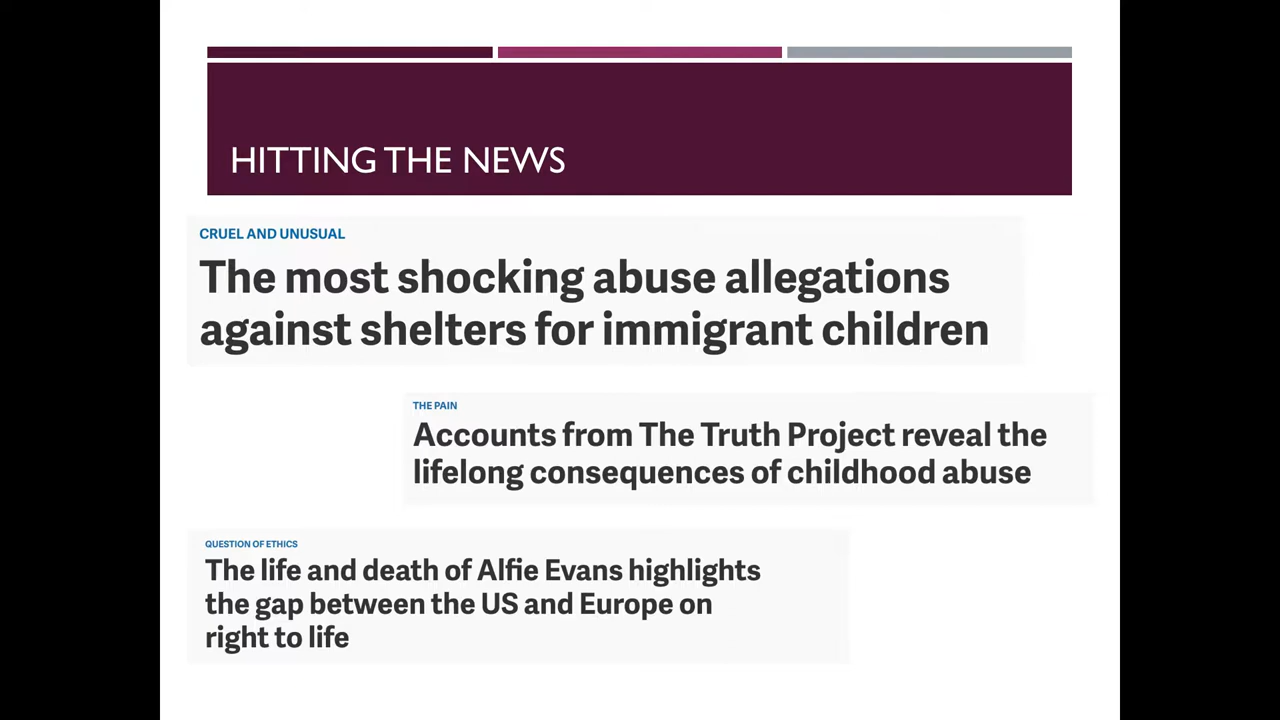 HITTING THE NEWS
CRUEL AND UNUSUAL
The most shocking abuse allegations
against shelters for immigrant children
THE PAIN
Accounts from The Truth Project reveal the
lifelong consequences of childhood abuse
QUESTION OF ETHICS
The life and death of Alfie Evans highlights
the gap between the US and Europe on
right to life